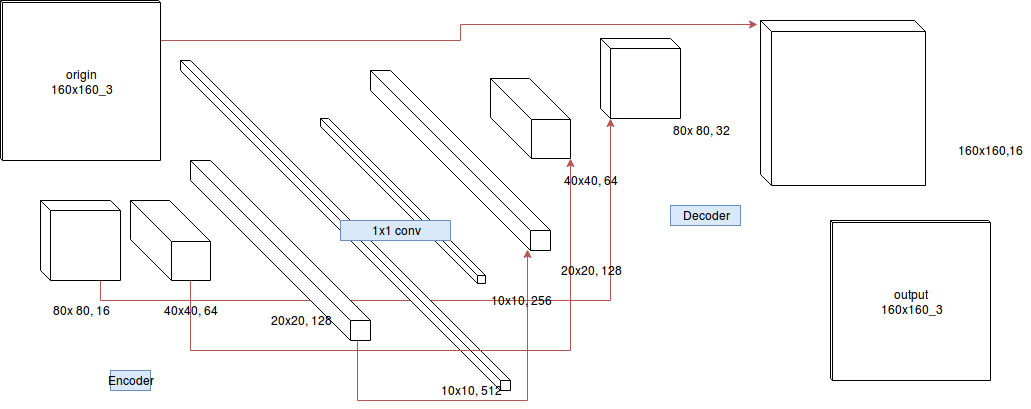 origin
160x160_3
80x 80, 32
160x160,16
40x40, 64
Decoder
1x1 conv
20x20, 128
10x10, 256
output
160x160_3
80x 80, 16
40x40, 64
20x20, 128
Encoder
10x10, 512